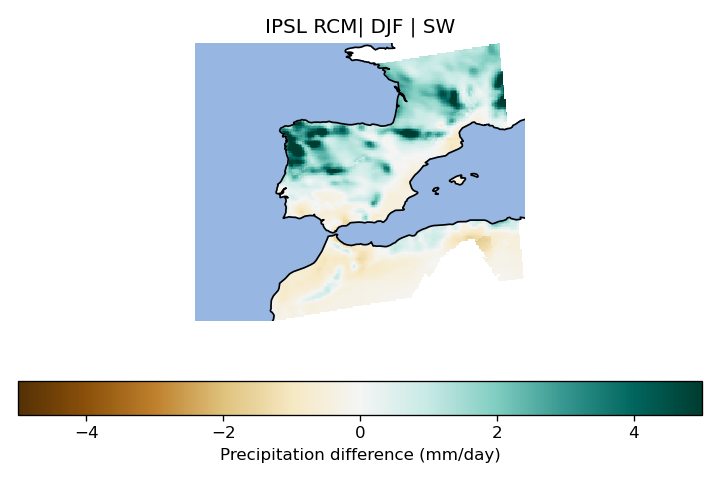 IPSL RCM| DJF | SW
−4 −2 0 2 4
Precipitation difference (mm/day)